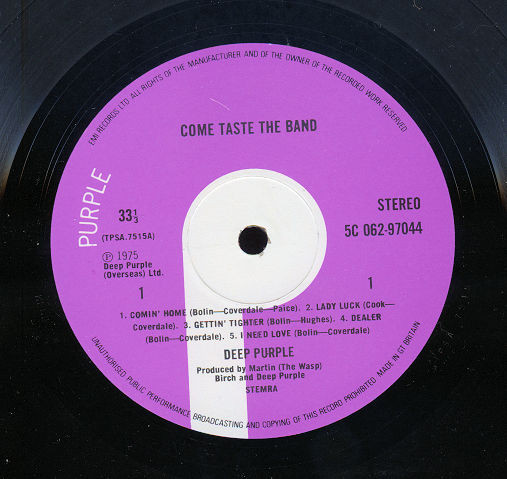 EMI RECORDS LTD. ALL RIGHTS OF THE MANUFACTURER AND OF THE OWNER OF THE RECORDED WORK RESERVED
COME TASTE THE BAND
PURPLE
33⅓
(TPSA.7515A)
STEREO
5C 062-97044
Ⓟ 1975
Deep Purple
(Overseas) Ltd.
1
1
1. COMIN' HOME (Bolin—Coverdale—Paice). 2. LADY LUCK (Cook—
Coverdale). 3. GETTIN' TIGHTER (Bolin—Hughes). 4. DEALER
(Bolin—Coverdale). 5. I NEED LOVE (Bolin—Coverdale)
DEEP PURPLE
Produced by Martin (The Wasp)
Birch and Deep Purple
STEMRA
UNAUTHORISED PUBLIC PERFORMANCE BROADCASTING AND COPYING OF THIS RECORD PROHIBITED. MADE IN GT BRITAIN